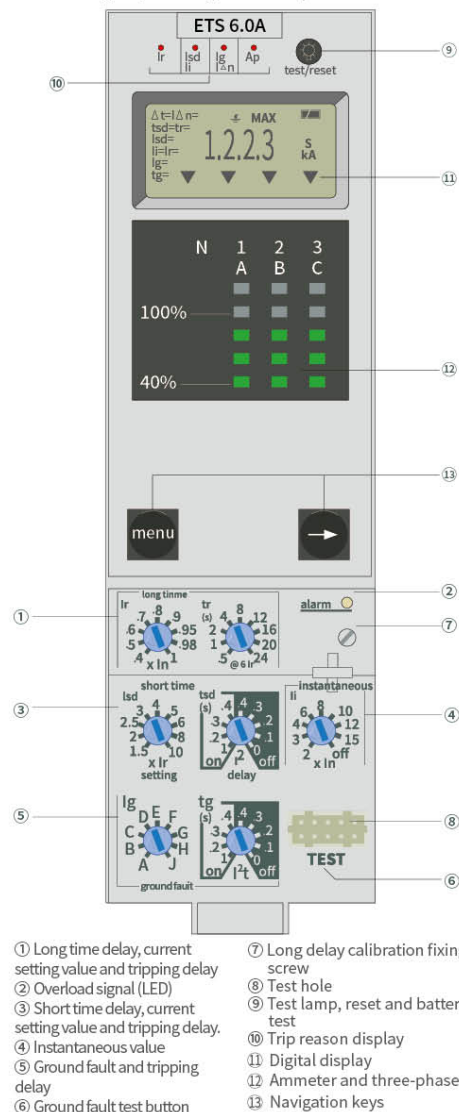 ETS 6.0A
Ir Isd Ig Ap
Ii I△n
test/reset
⑨
⑩
△t=I△n=
tsd=tr=
Isd=
Ii=Ir=
Ig=
tg=
MAX
1.2.2.3
S
kA
⑪
N 1 2 3
A B C
100%
40%
⑫
⑬
menu
①
long tinme
Ir
.4 .5 .6 .7 .8 .9 .95 .98 1
x In
tr
(s)
.5 1 2 4 8 12 16 20 24
@ 6 Ir
alarm
②
⑦
③
short time
Isd
1.5 2 2.5 3 4 5 6 8 10
x Ir
setting
tsd
(s)
.1 .2 .3 .4 .4 .3 .2 .1 0
on I² off
delay
instantaneous
Ii
2 3 4 6 8 10 12 15 off
x In
④
⑤
Ig
A B C D E F G H J
tg
(s)
.1 .2 .3 .4 .4 .3 .2 .1 0
on I²t off
ground fauit
TEST
⑧
⑥
① Long time delay, current
setting value and tripping delay
② Overload signal (LED)
③ Short time delay, current
setting value and tripping delay.
④ Instantaneous value
⑤ Ground fault and tripping
delay
⑥ Ground fault test button
⑦ Long delay calibration fixing
screw
⑧ Test hole
⑨ Test lamp, reset and batter
test
⑩ Trip reason display
⑪ Digital display
⑫ Ammeter and three-phase
⑬ Navigation keys